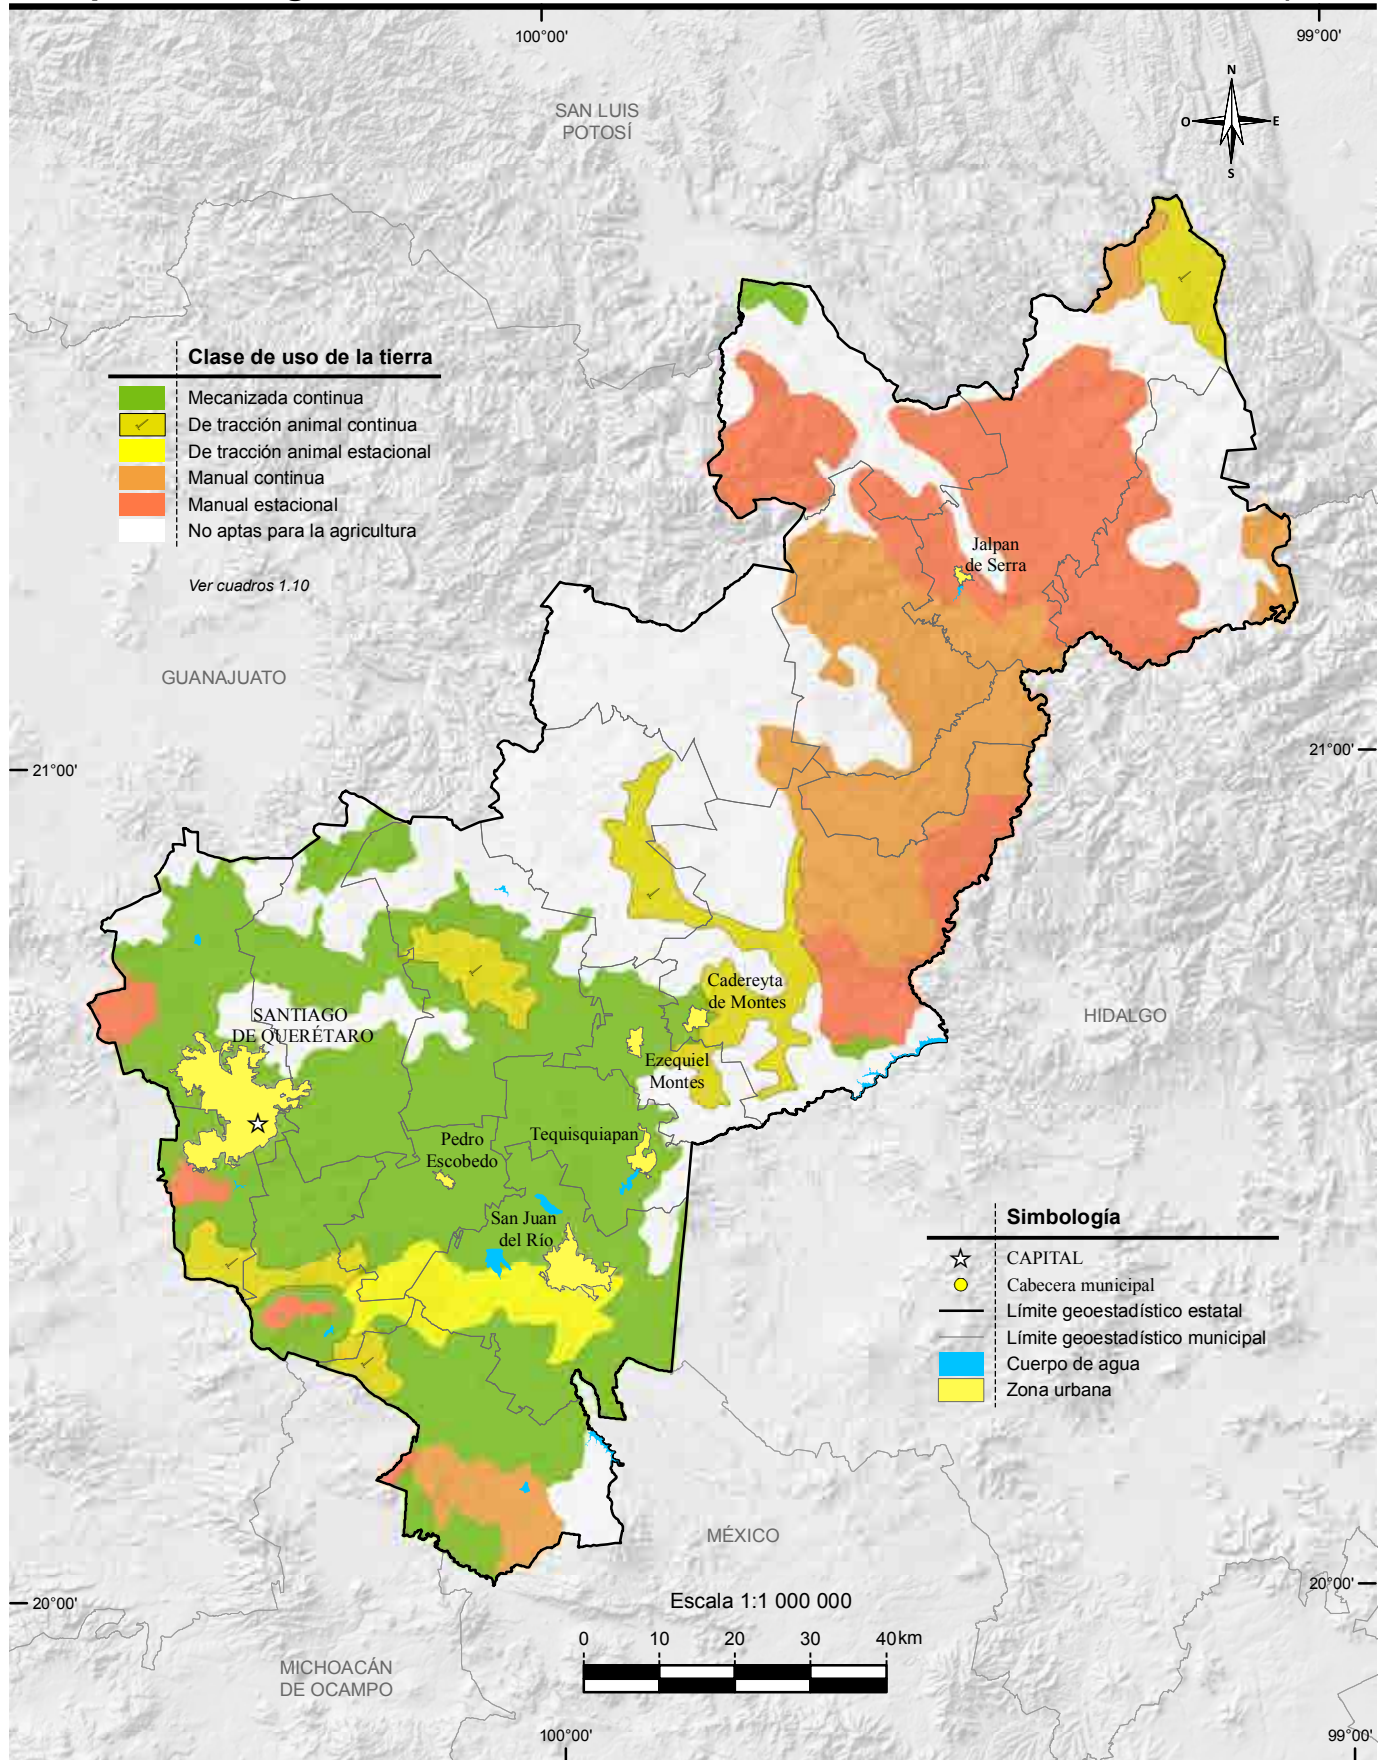 100°00'
99°00'
SAN LUIS
POTOSÍ
N
O
E
S
Clase de uso de la tierra
Mecanizada continua
De tracción animal continua
De tracción animal estacional
Manual continua
Manual estacional
No aptas para la agricultura
Ver cuadros 1.10
Jalpan
de Serra
GUANAJUATO
21°00'
21°00'
Cadereyta
de Montes
SANTIAGO
DE QUERÉTARO
HIDALGO
Ezequiel
Montes
Pedro
Escobedo
Tequisquiapan
San Juan
del Río
Simbología
CAPITAL
Cabecera municipal
Límite geoestadístico estatal
Límite geoestadístico municipal
Cuerpo de agua
Zona urbana
MÉXICO
20°00'
20°00'
Escala 1:1 000 000
0 10 20 30 40 km
MICHOACÁN
DE OCAMPO
100°00'
99°00'